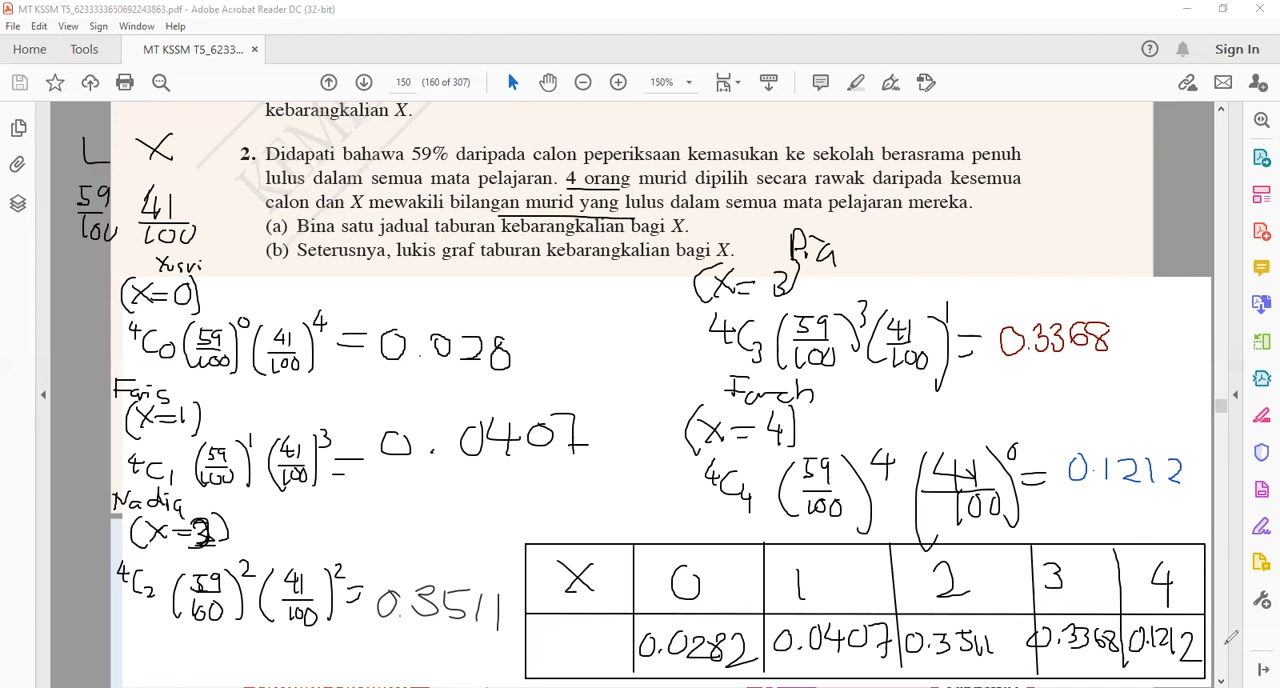 MT KSSM T5_6233333650692243863.pdf - Adobe Acrobat Reader DC (32-bit)
File Edit View Sign Window Help
Home Tools MT KSSM T5_6233... × Sign In
150 (160 of 307) 150%
kebarangkalian X.
2. Didapati bahawa 59% daripada calon peperiksaan kemasukan ke sekolah berasrama penuh
lulus dalam semua mata pelajaran. 4 orang murid dipilih secara rawak daripada kesemua
calon dan X mewakili bilangan murid yang lulus dalam semua mata pelajaran mereka.
(a) Bina satu jadual taburan kebarangkalian bagi X.
(b) Seterusnya, lukis graf taburan kebarangkalian bagi X.
L X
59/100 41/100
Yusri
(X=0)
⁴C₀ (59/100)⁰ (41/100)⁴ = 0.028
Faris
(X=1)
⁴C₁ (59/100)¹ (41/100)³ = 0.0407
Nadia
(X=2)
⁴C₂ (59/100)² (41/100)² = 0.3511
Pia
(X=3)
⁴C₃ (59/100)³ (41/100)¹ = 0.3368
Farah
(X=4)
⁴C₄ (59/100)⁴ (41/100)⁰ = 0.1212
X 0 1 2 3 4
0.0282 0.0407 0.3511 0.3368 0.1212